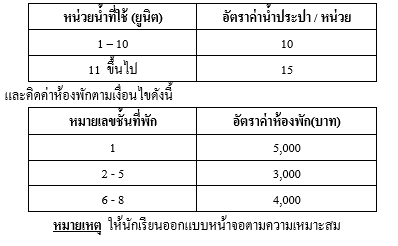 หน่วยน้ำที่ใช้ (ยูนิต) อัตราค่าน้ำประปา / หน่วย
1 – 10 10
11 ขึ้นไป 15
และคิดค่าห้องพักตามเงื่อนไขดังนี้
หมายเลขชั้นที่พัก อัตราค่าห้องพัก(บาท)
1 5,000
2 - 5 3,000
6 - 8 4,000
หมายเหตุ ให้นักเรียนออกแบบหน้าจอตามความเหมาะสม